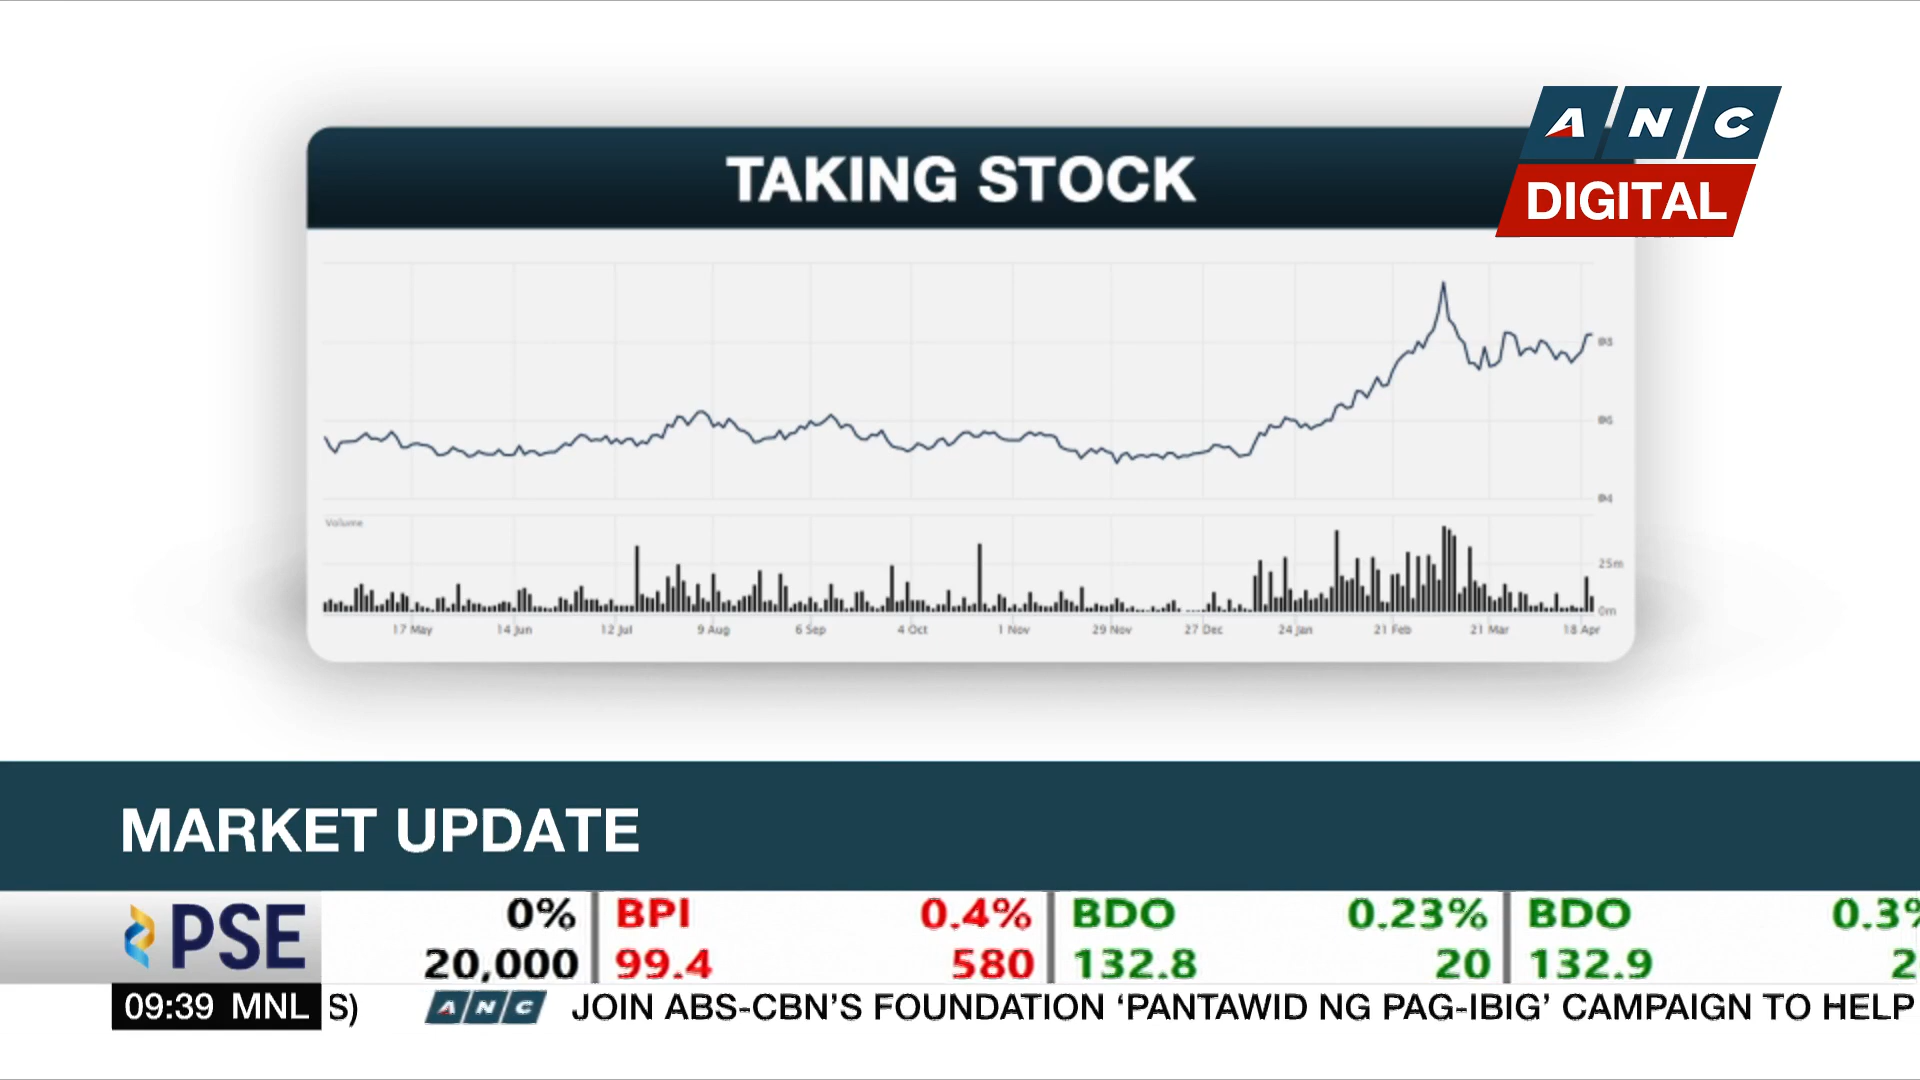 ANC
DIGITAL
TAKING STOCK
Volume
25m
0m
17 May 14 Jun 12 Jul 9 Aug 6 Sep 4 Oct 1 Nov 29 Nov 27 Dec 24 Jan 21 Feb 21 Mar 18 Apr
MARKET UPDATE
PSE
0% BPI 0.4% BDO 0.23% BDO 0.3%
20,000 99.4 580 132.8 20 132.9 2
09:39 MNL S) ANC JOIN ABS-CBN'S FOUNDATION ‘PANTAWID NG PAG-IBIG’ CAMPAIGN TO HELP